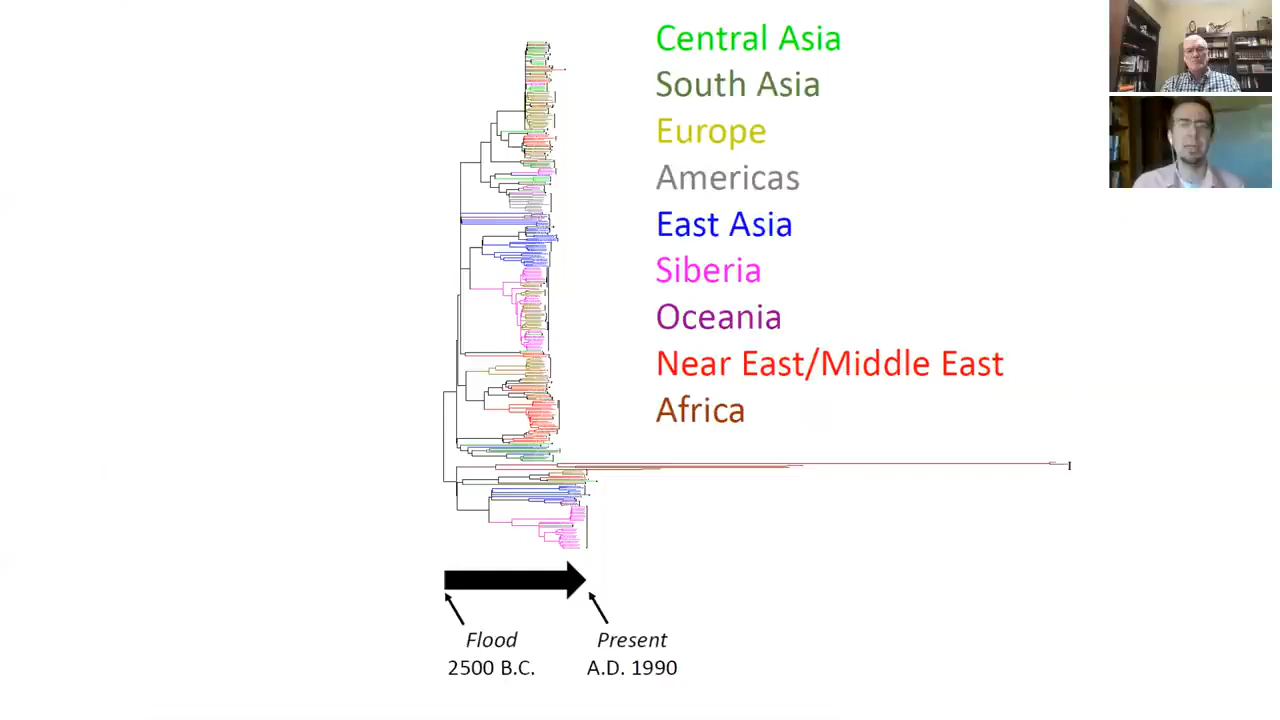 Central Asia
South Asia
Europe
Americas
East Asia
Siberia
Oceania
Near East/Middle East
Africa
Flood
2500 B.C.
Present
A.D. 1990